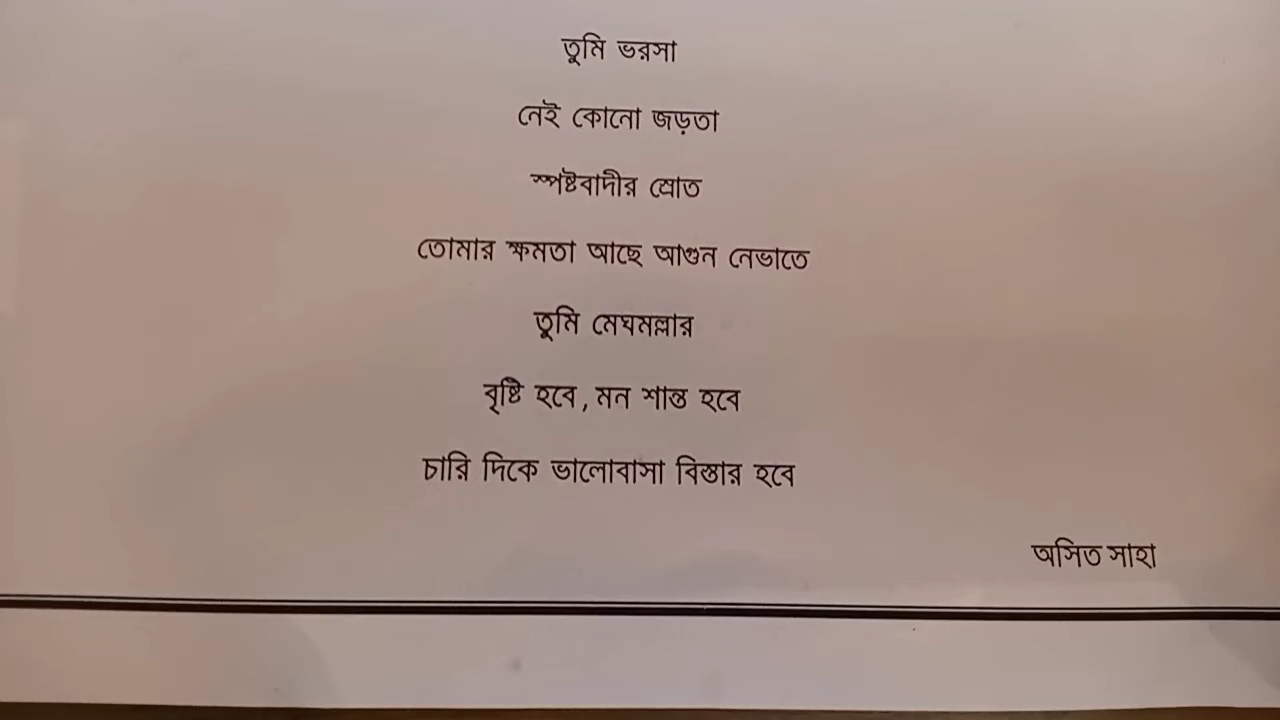 তুমি ভরসা
নেই কোনো জড়তা
স্পষ্টবাদীর স্রোত
তোমার ক্ষমতা আছে আগুন নেভাতে
তুমি মেঘমল্লার
বৃষ্টি হবে, মন শান্ত হবে
চারি দিকে ভালোবাসা বিস্তার হবে
অসিত সাহা